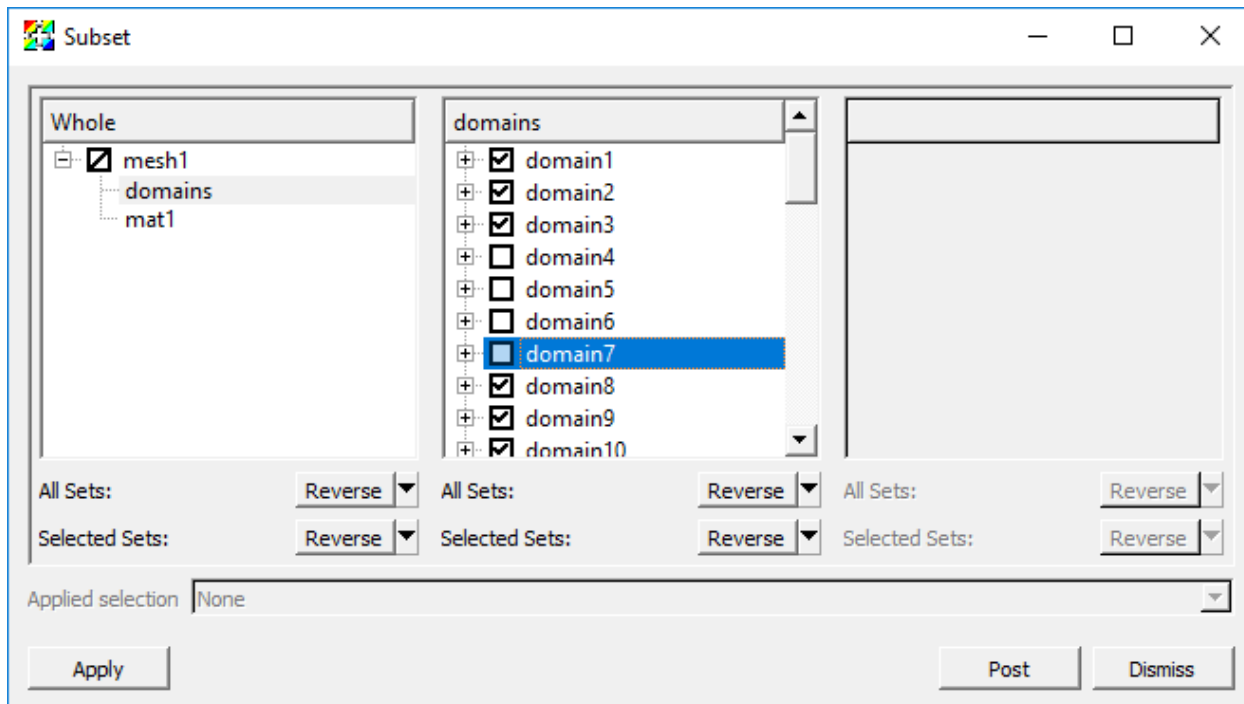 Subset
Whole
mesh1
domains
mat1
domains
domain1
domain2
domain3
domain4
domain5
domain6
domain7
domain8
domain9
domain10
All Sets: Reverse All Sets: Reverse All Sets: Reverse
Selected Sets: Reverse Selected Sets: Reverse Selected Sets: Reverse
Applied selection None
Apply Post Dismiss